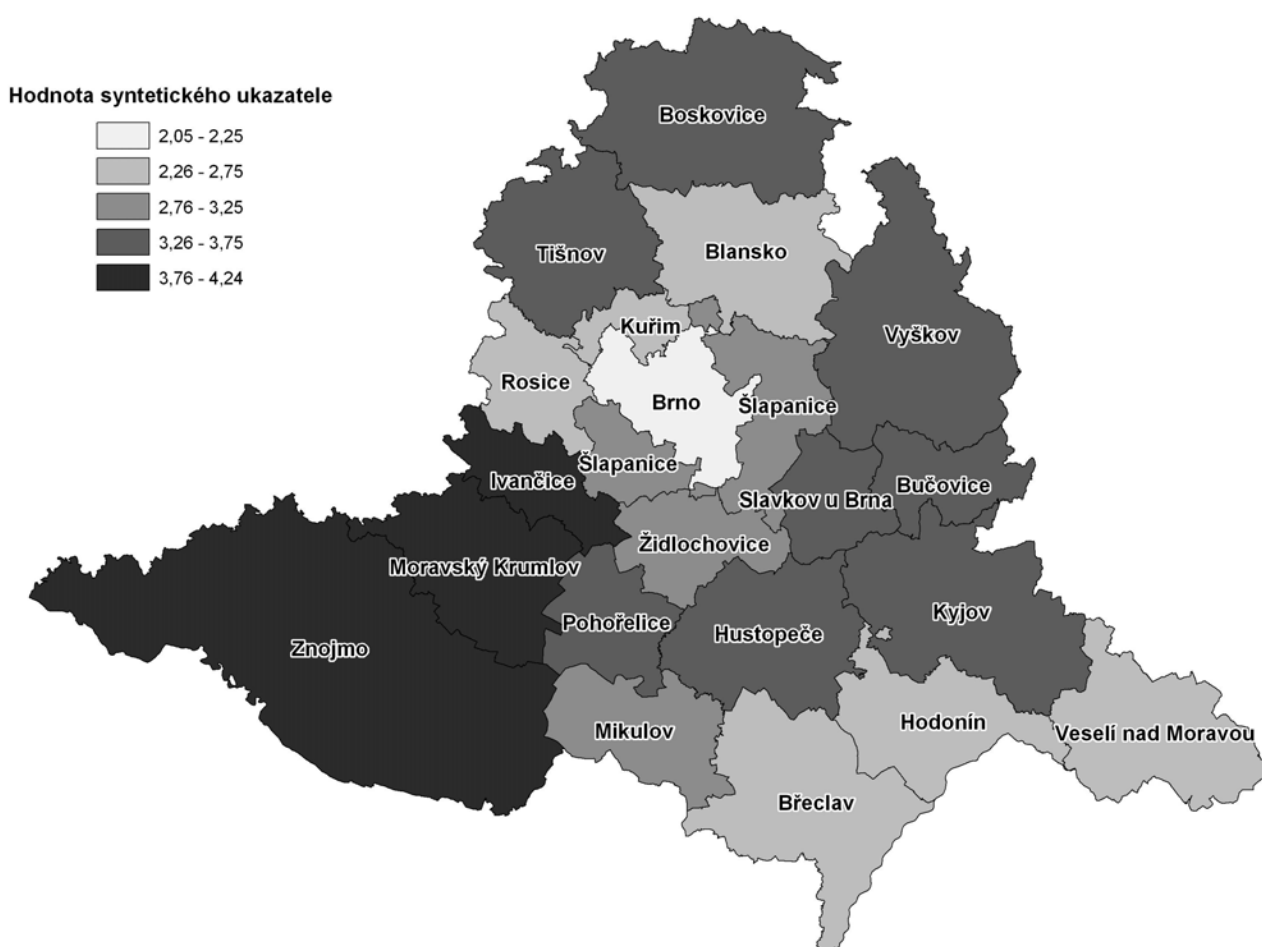 Hodnota syntetického ukazatele
2,05 - 2,25
2,26 - 2,75
2,76 - 3,25
3,26 - 3,75
3,76 - 4,24
Boskovice
Tišnov
Blansko
Kuřim
Vyškov
Rosice
Brno
Šlapanice
Šlapanice
Ivančice
Bučovice
Slavkov u Brna
Židlochovice
Moravský Krumlov
Pohořelice
Kyjov
Hustopeče
Znojmo
Mikulov
Hodonín
Veselí nad Moravou
Břeclav